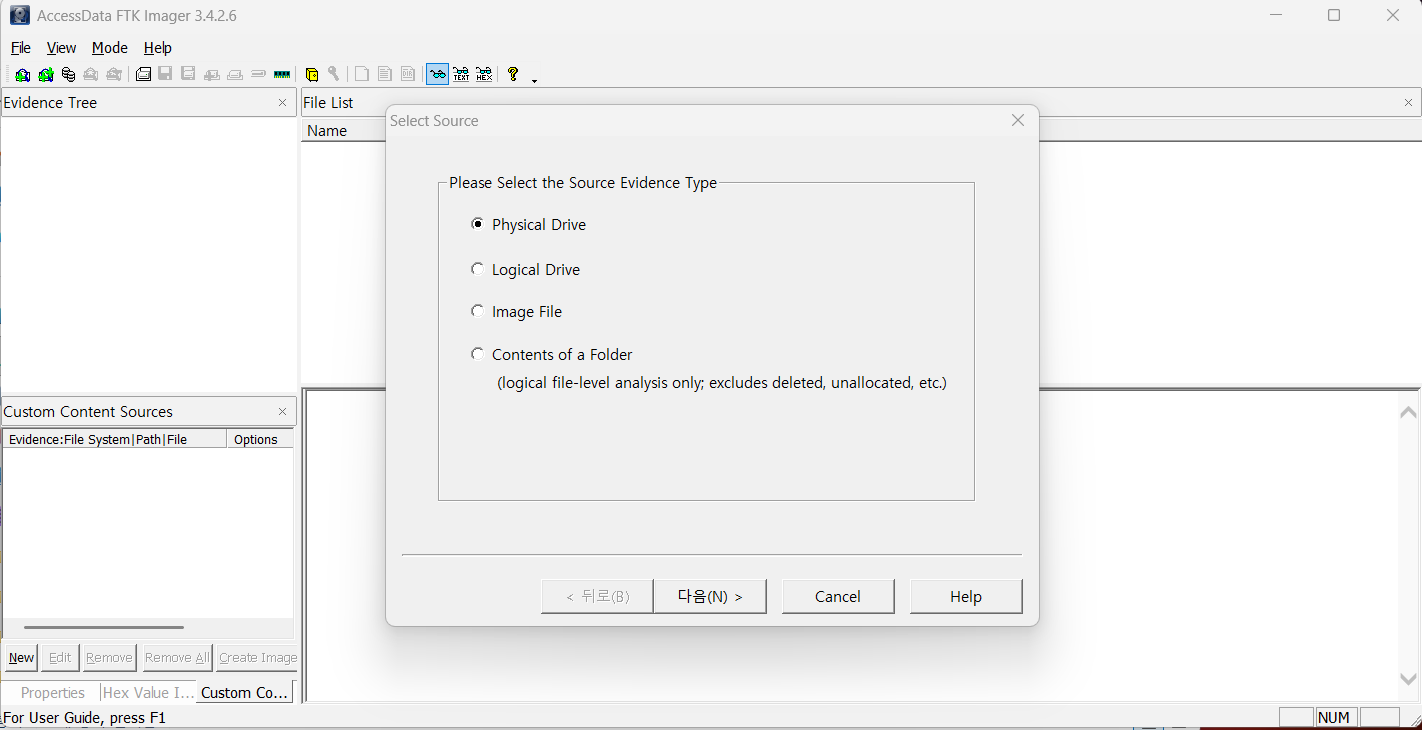 AccessData FTK Imager 3.4.2.6
File View Mode Help
TEXT HEX
Evidence Tree
File List
Name
Select Source
Please Select the Source Evidence Type
Physical Drive
Logical Drive
Image File
Contents of a Folder
(logical file-level analysis only; excludes deleted, unallocated, etc.)
< 뒤로(B)
다음(N) >
Cancel
Help
Custom Content Sources
Evidence:File System|Path|File
Options
New
Edit
Remove
Remove All
Create Image
Properties
Hex Value I...
Custom Co...
For User Guide, press F1
NUM